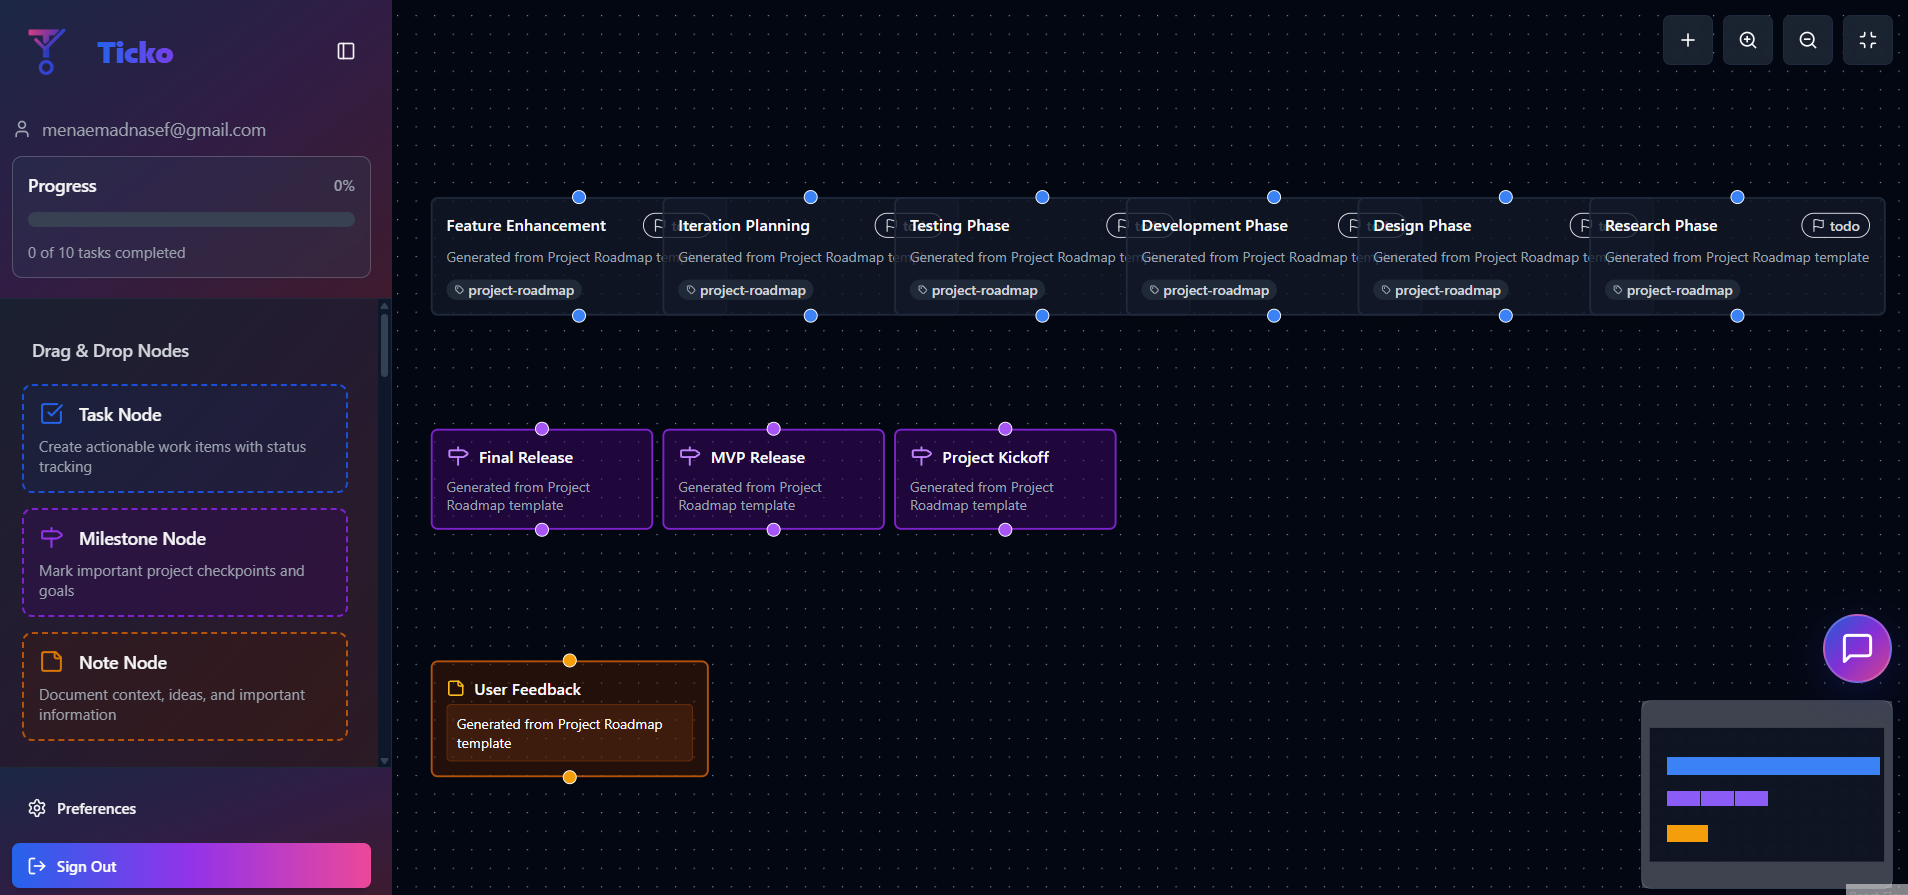 Ticko
menaemadnasef@gmail.com
Progress 0%
0 of 10 tasks completed
Drag & Drop Nodes
Task Node
Create actionable work items with status
tracking
Milestone Node
Mark important project checkpoints and
goals
Note Node
Document context, ideas, and important
information
Preferences
Sign Out
Feature Enhancement
Generated from Project Roadmap
project-roadmap
Iteration Planning
Generated from Project Roadmap
project-roadmap
Testing Phase
Generated from Project Roadmap
project-roadmap
Development Phase
Generated from Project Roadmap
project-roadmap
Design Phase
Generated from Project Roadmap
project-roadmap
Research Phase todo
Generated from Project Roadmap template
project-roadmap
Final Release
Generated from Project
Roadmap template
MVP Release
Generated from Project
Roadmap template
Project Kickoff
Generated from Project
Roadmap template
User Feedback
Generated from Project Roadmap
template